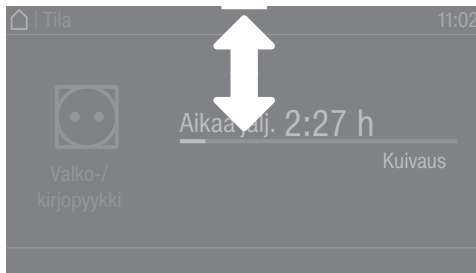 | Tila 11:02
Aikaa jälj. 2:27 h
Kuivaus
Valko-/
kirjopyykki